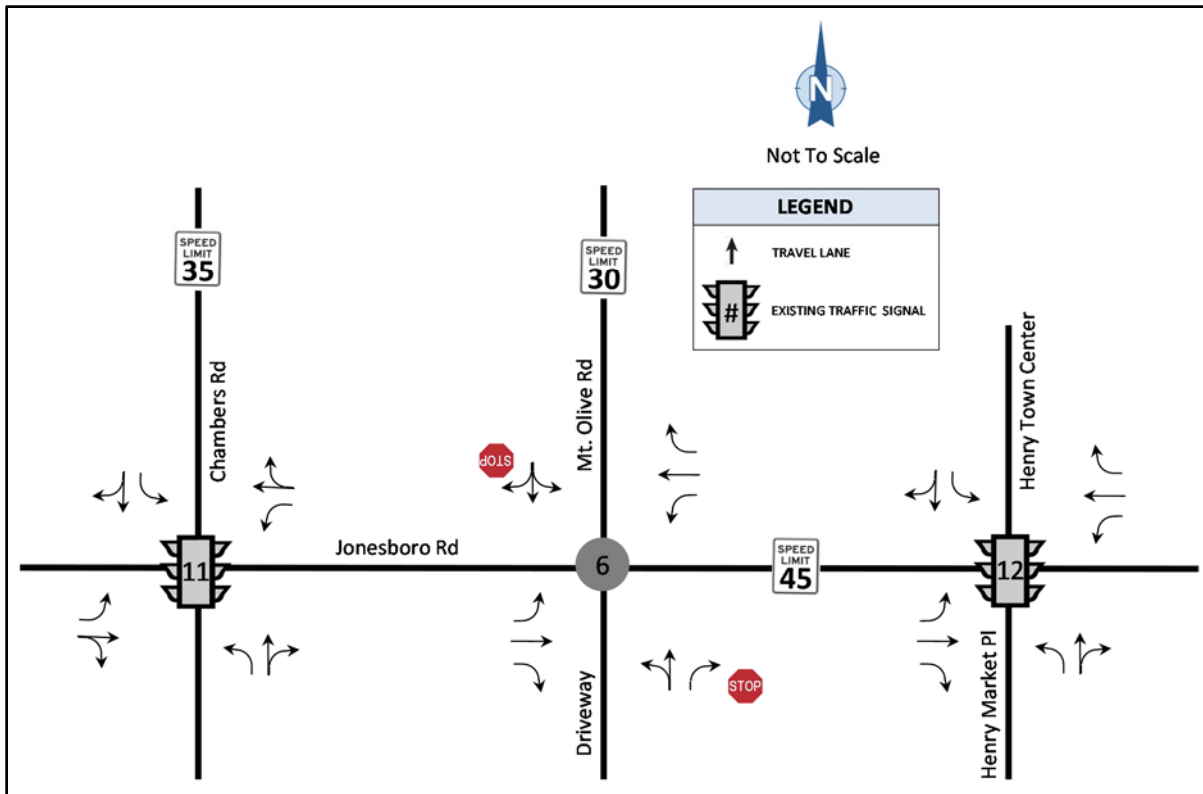 N
Not To Scale
LEGEND
TRAVEL LANE
#
EXISTING TRAFFIC SIGNAL
SPEED
LIMIT
35
SPEED
LIMIT
30
Chambers Rd
Mt. Olive Rd
Henry Town Center
STOP
Jonesboro Rd
11
6
SPEED
LIMIT
45
12
Driveway
STOP
Henry Market Pl